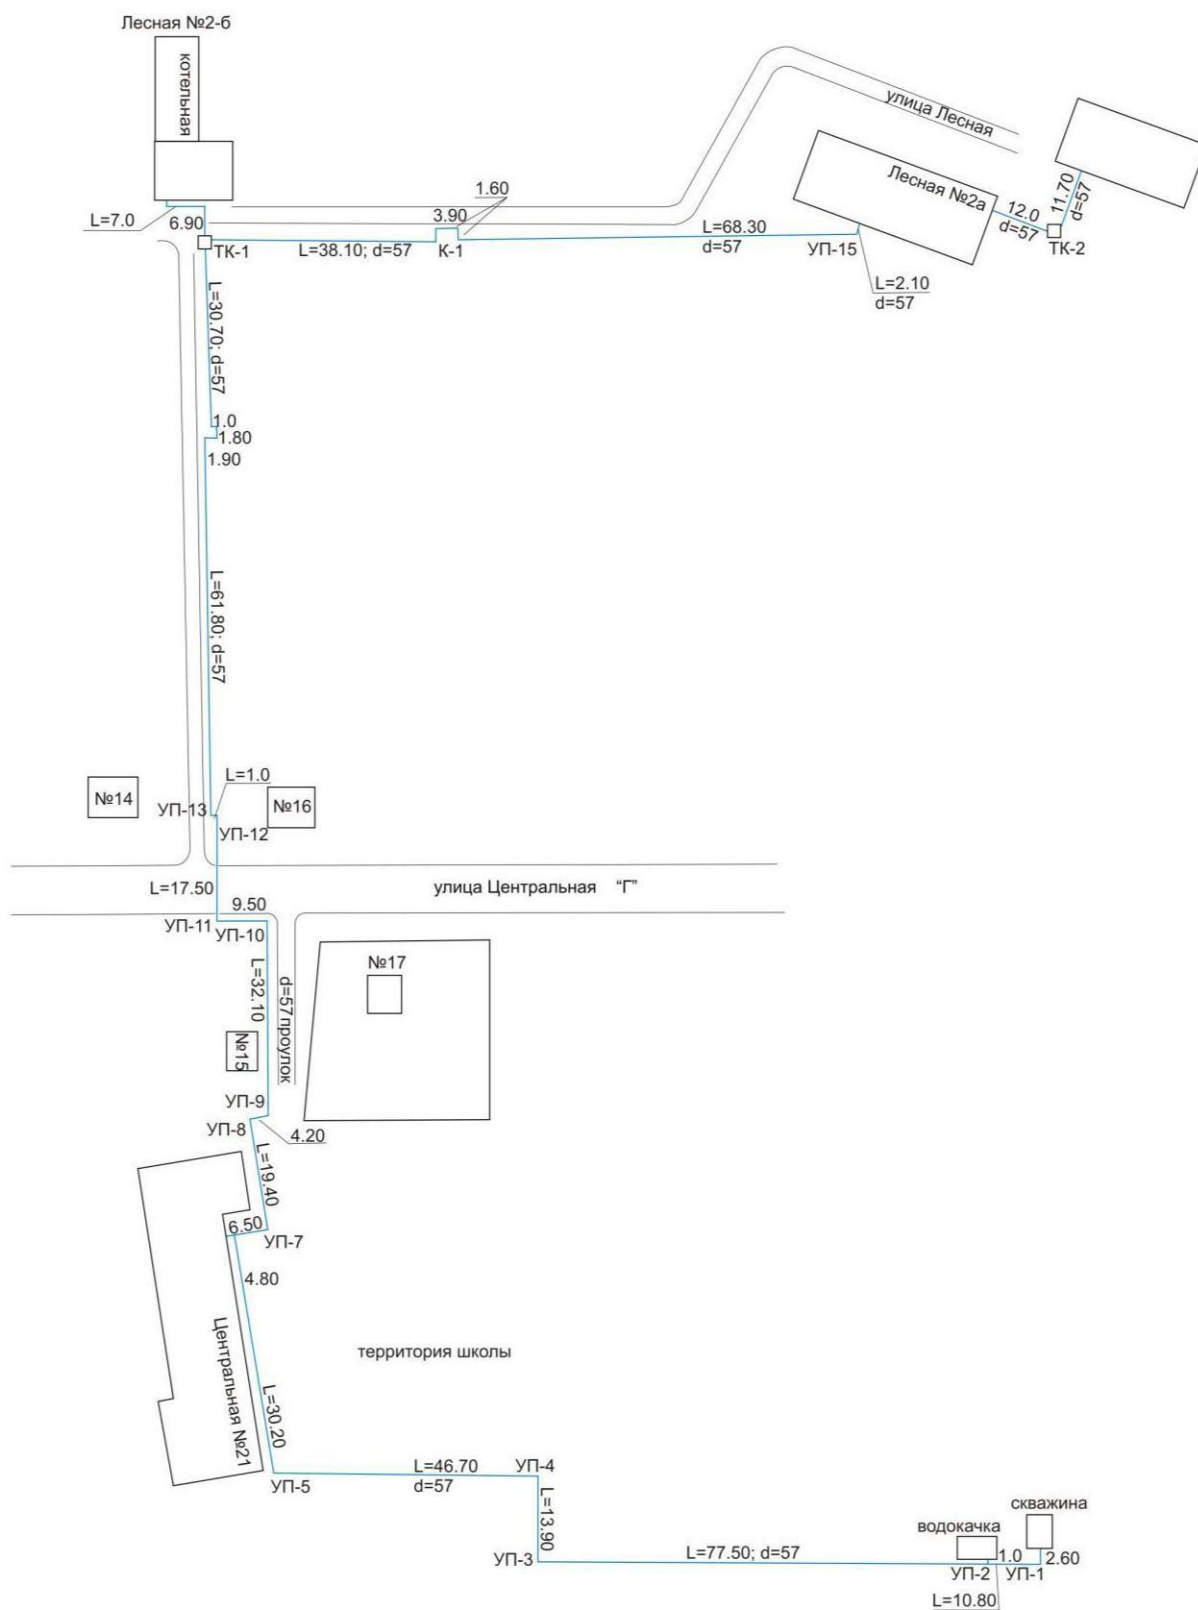 Лесная №2-б
котельная
улица Лесная
Лесная №2а
12.0
d=57
11.70
d=57
ТК-2
1.60
3.90
L=7.0
6.90
ТК-1
L=38.10; d=57
К-1
L=68.30
d=57
УП-15
L=2.10
d=57
L=30.70; d=57
1.0
1.80
1.90
L=61.80; d=57
L=1.0
№14
УП-13
№16
УП-12
L=17.50
улица Центральная "Г"
9.50
УП-11
УП-10
L=32.10
d=57
проулок
№17
№15
УП-9
УП-8
4.20
L=19.40
6.50
УП-7
4.80
Центральная №21
территория школы
L=30.20
УП-5
L=46.70
d=57
УП-4
L=13.90
УП-3
L=77.50; d=57
скважина
водокачка
1.0
2.60
УП-2
УП-1
L=10.80